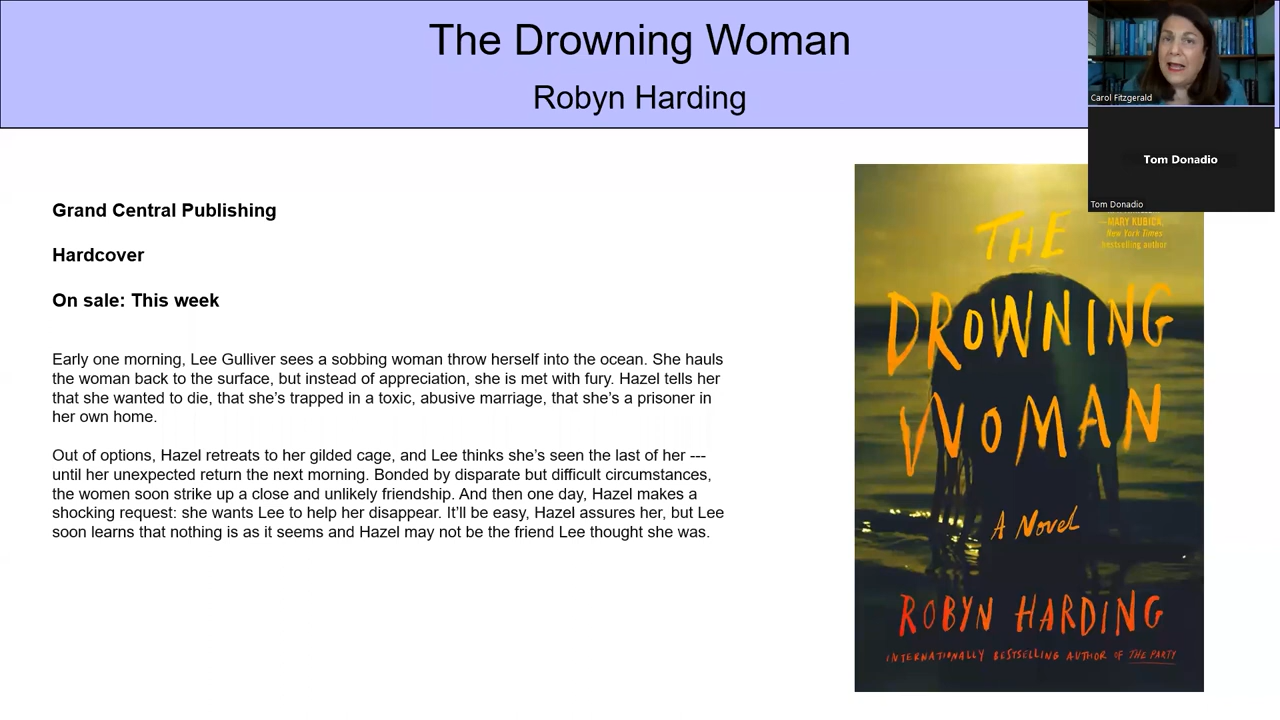 The Drowning Woman
Robyn Harding
Carol Fitzgerald
Tom Donadio
Tom Donadio
Grand Central Publishing
Hardcover
On sale: This week
Early one morning, Lee Gulliver sees a sobbing woman throw herself into the ocean. She hauls
the woman back to the surface, but instead of appreciation, she is met with fury. Hazel tells her
that she wanted to die, that she’s trapped in a toxic, abusive marriage, that she’s a prisoner in
her own home.
Out of options, Hazel retreats to her gilded cage, and Lee thinks she’s seen the last of her ---
until her unexpected return the next morning. Bonded by disparate but difficult circumstances,
the women soon strike up a close and unlikely friendship. And then one day, Hazel makes a
shocking request: she wants Lee to help her disappear. It’ll be easy, Hazel assures her, but Lee
soon learns that nothing is as it seems and Hazel may not be the friend Lee thought she was.
—MARY KUBICA,
New York Times
bestselling author
THE
DROWNING
WOMAN
A Novel
ROBYN HARDING
INTERNATIONALLY BESTSELLING AUTHOR OF THE PARTY